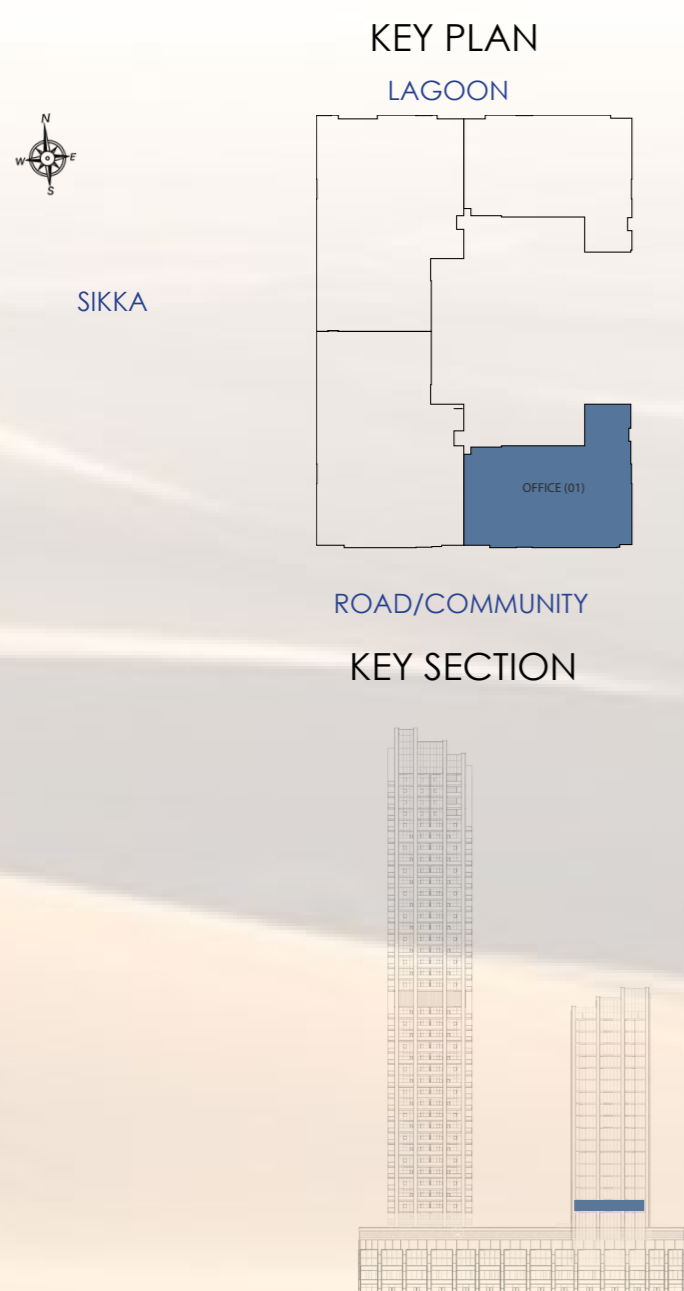 KEY PLAN
LAGOON
N
W E
S
SIKKA
OFFICE (01)
ROAD/COMMUNITY
KEY SECTION